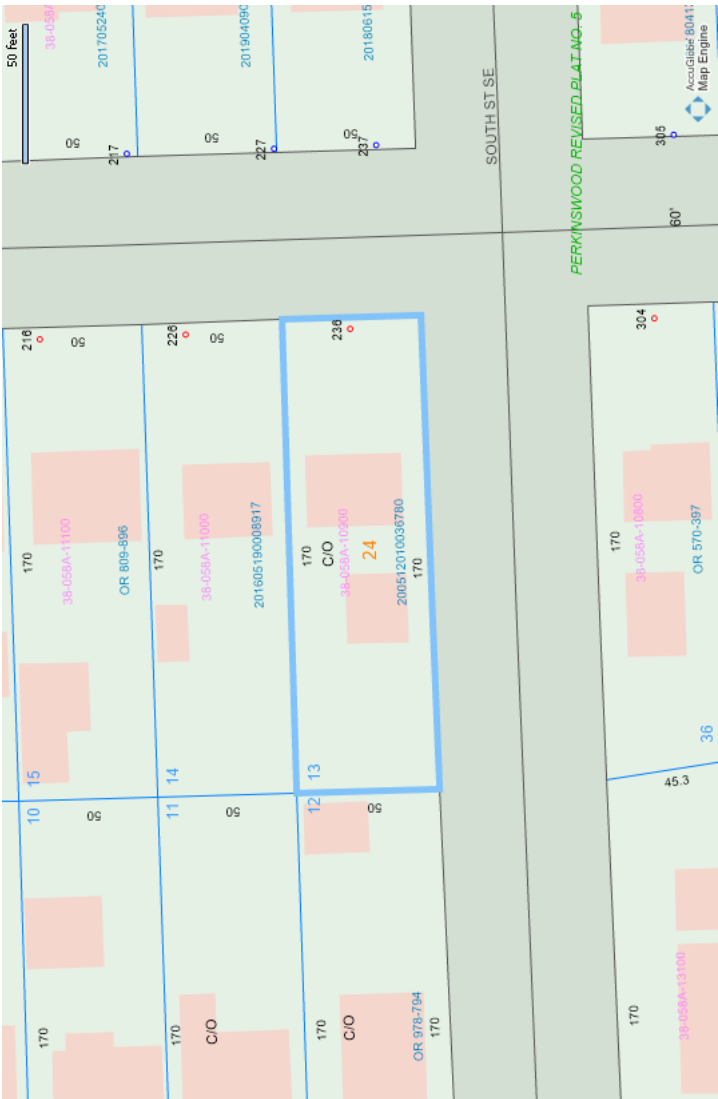 50 Feet
38-058A
201705240
201904090
20180615
8041
AccuGlobe
Map Engine
50
50
50
217
227
237
305
SOUTH ST SE
PERKINSWOOD REVISED PLAT NO. 5
60'
216
50
226
50
236
304
170
38-058A-11100
OR 809-896
170
38-058A-11000
201605190008917
170
C/O
38-058A-10900
24
200512010036780
170
170
38-058A-10800
OR 570-397
15
14
13
36
10
11
12
50
50
50
45.3
170
170
C/O
170
C/O
OR 978-794
170
170
38-058A-13100